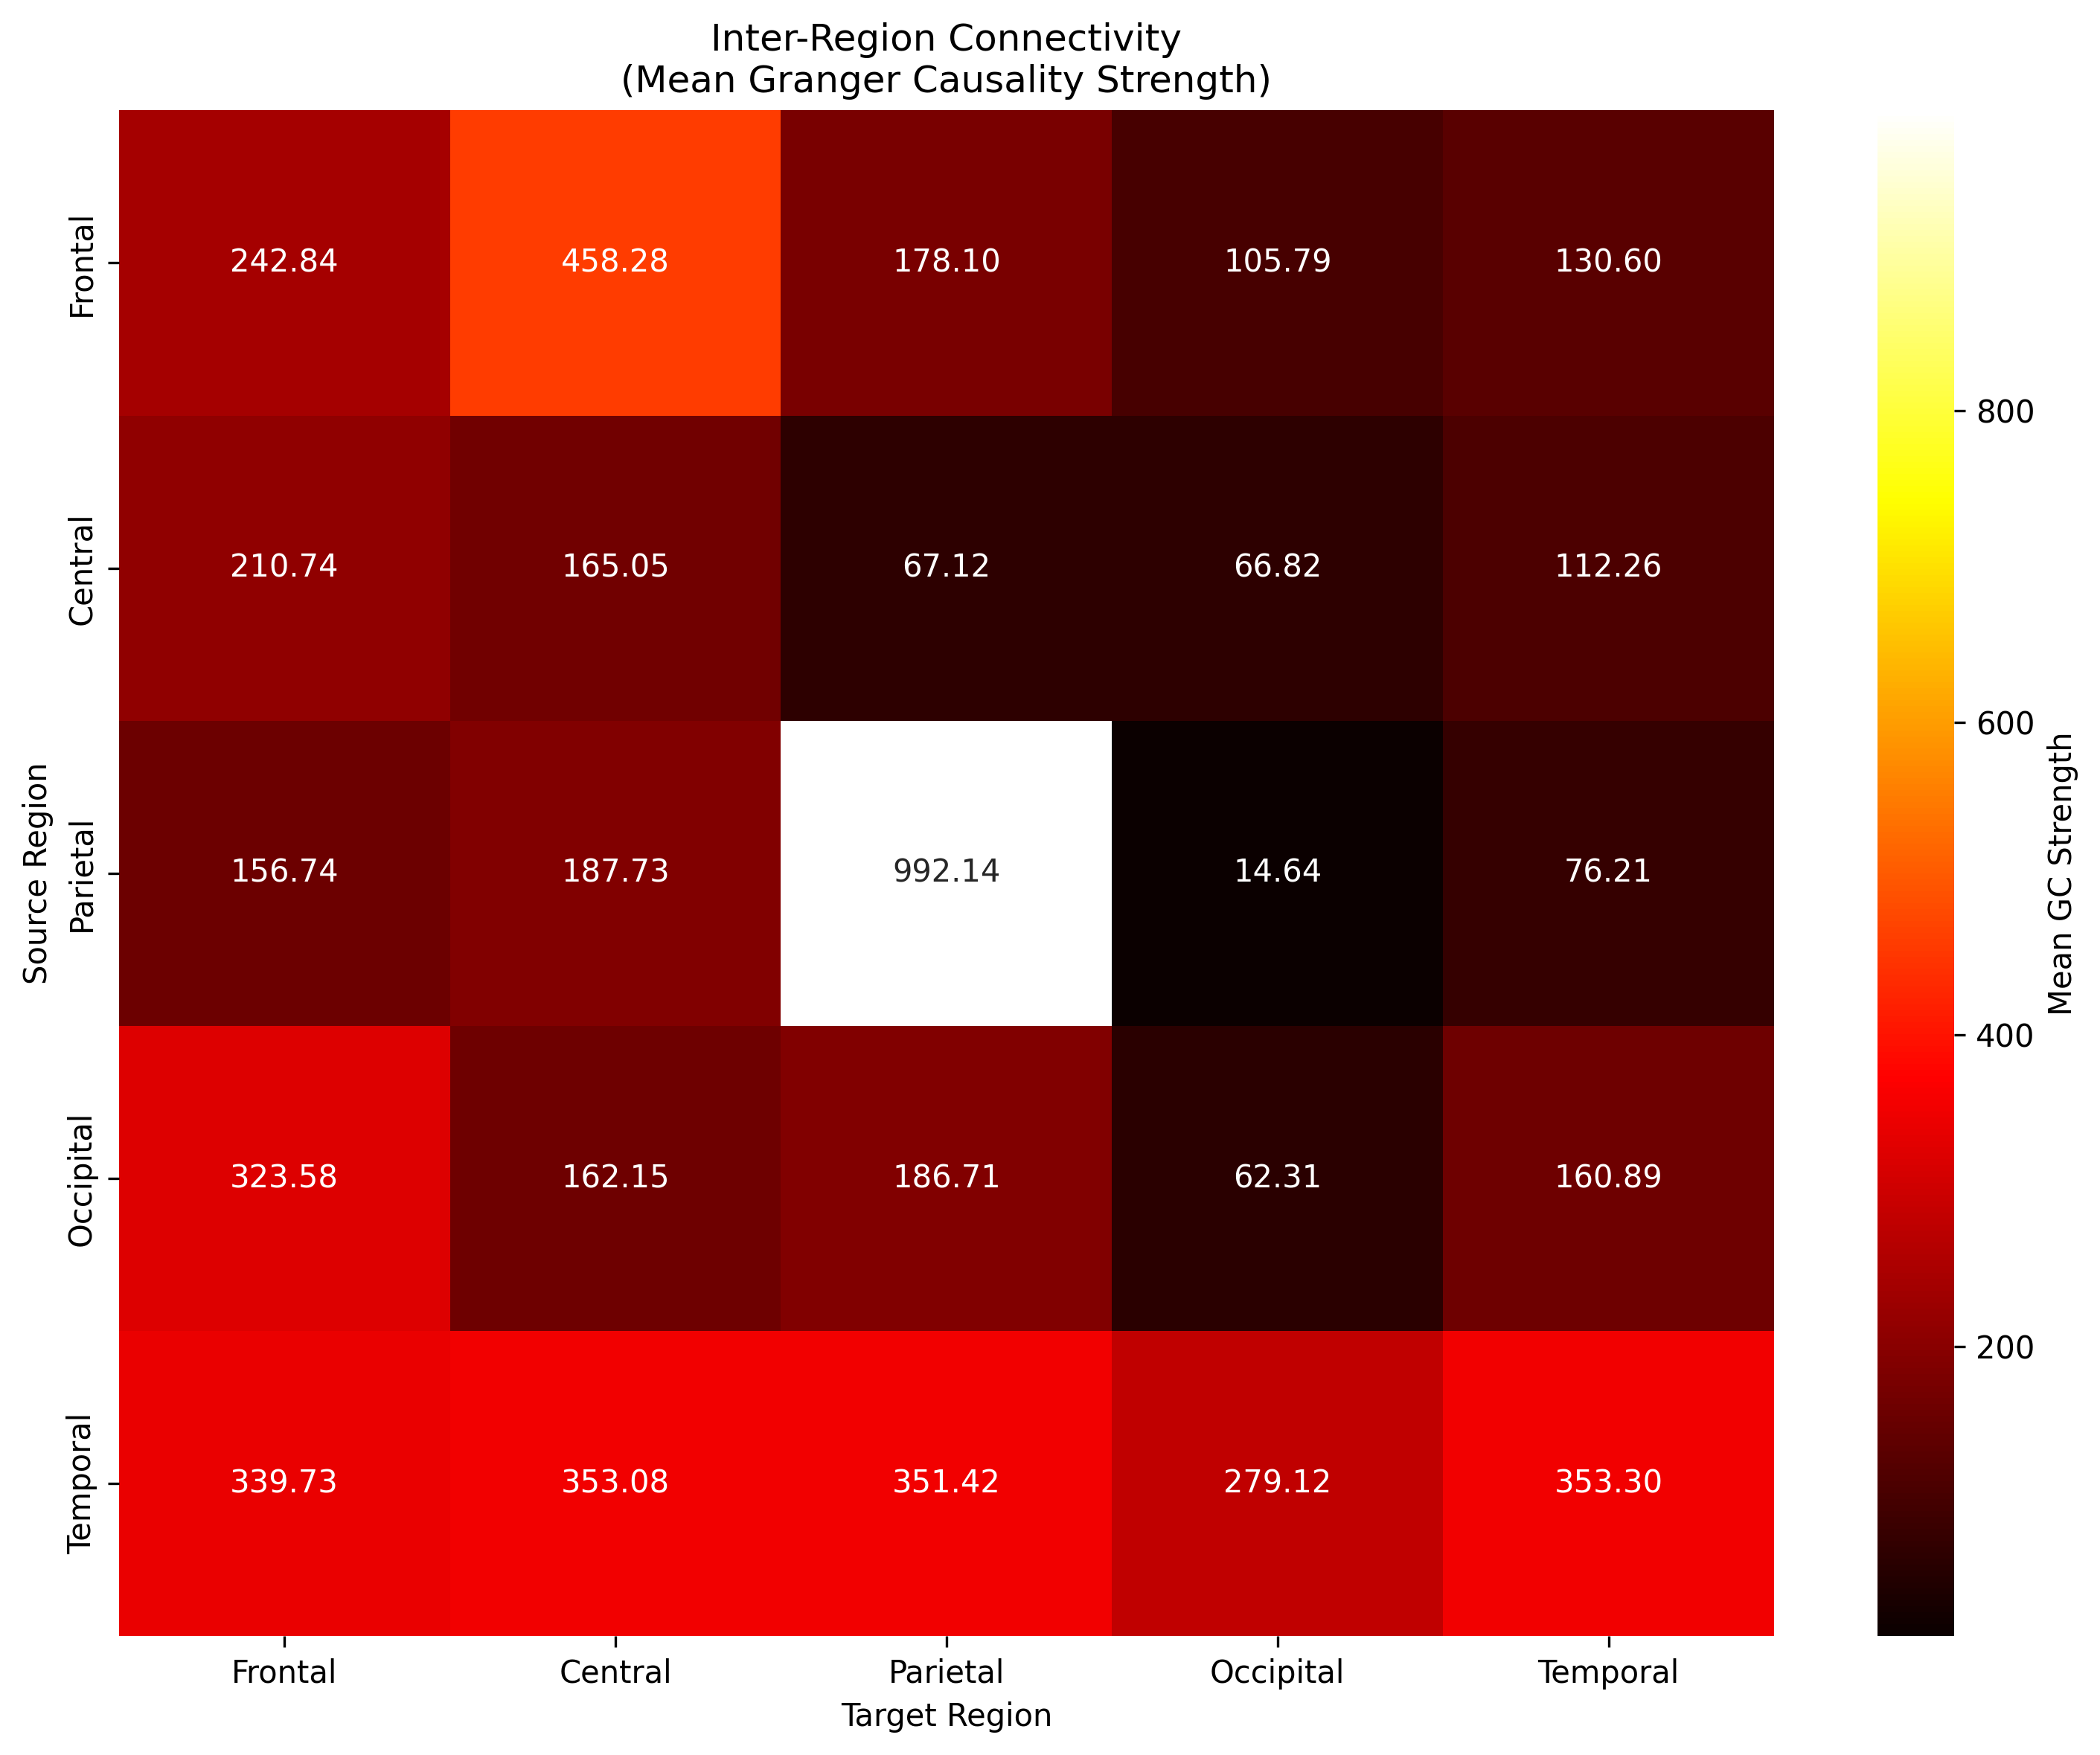 Inter-Region Connectivity
(Mean Granger Causality Strength)
Source Region
Frontal
242.84 458.28 178.10 105.79 130.60
Central
210.74 165.05 67.12 66.82 112.26
Parietal
156.74 187.73 992.14 14.64 76.21
Occipital
323.58 162.15 186.71 62.31 160.89
Temporal
339.73 353.08 351.42 279.12 353.30
Frontal Central Parietal Occipital Temporal
Target Region
800
600
400
200
Mean GC Strength